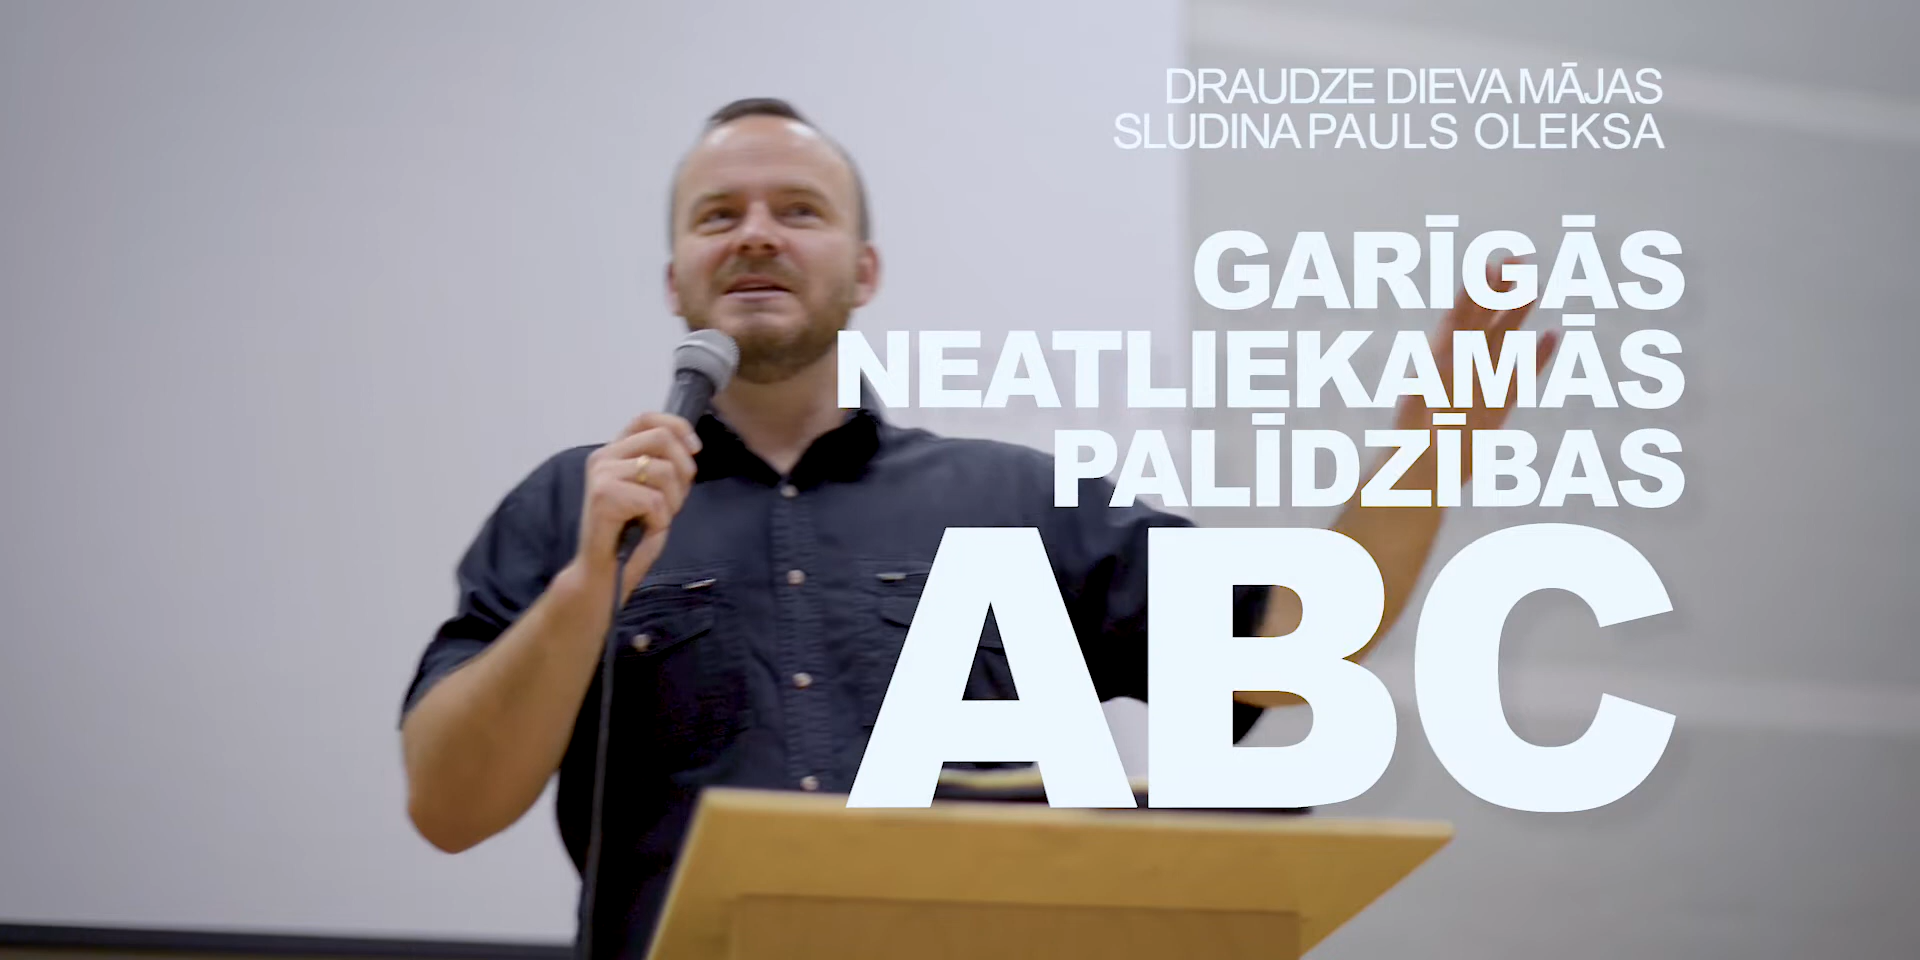 DRAUDZE DIEVA MĀJAS
SLUDINA PAULS OLEKSA
GARĪGĀS
NEATLIEKAMĀS
PALĪDZĪBAS
ABC